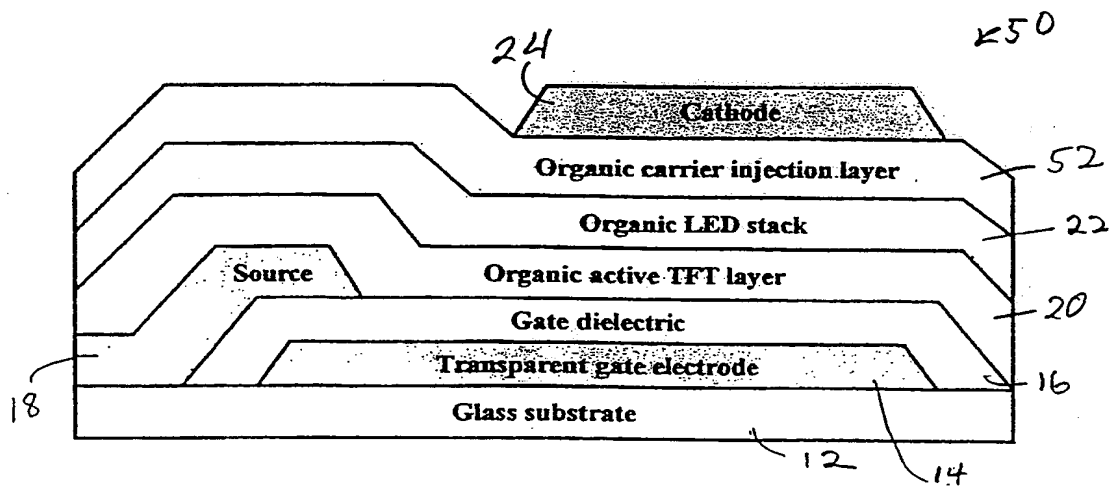 50
24
Cathode
Organic carrier injection layer
52
Organic LED stack
22
Source
Organic active TFT layer
20
Gate dielectric
18
Transparent gate electrode
16
Glass substrate
12
14